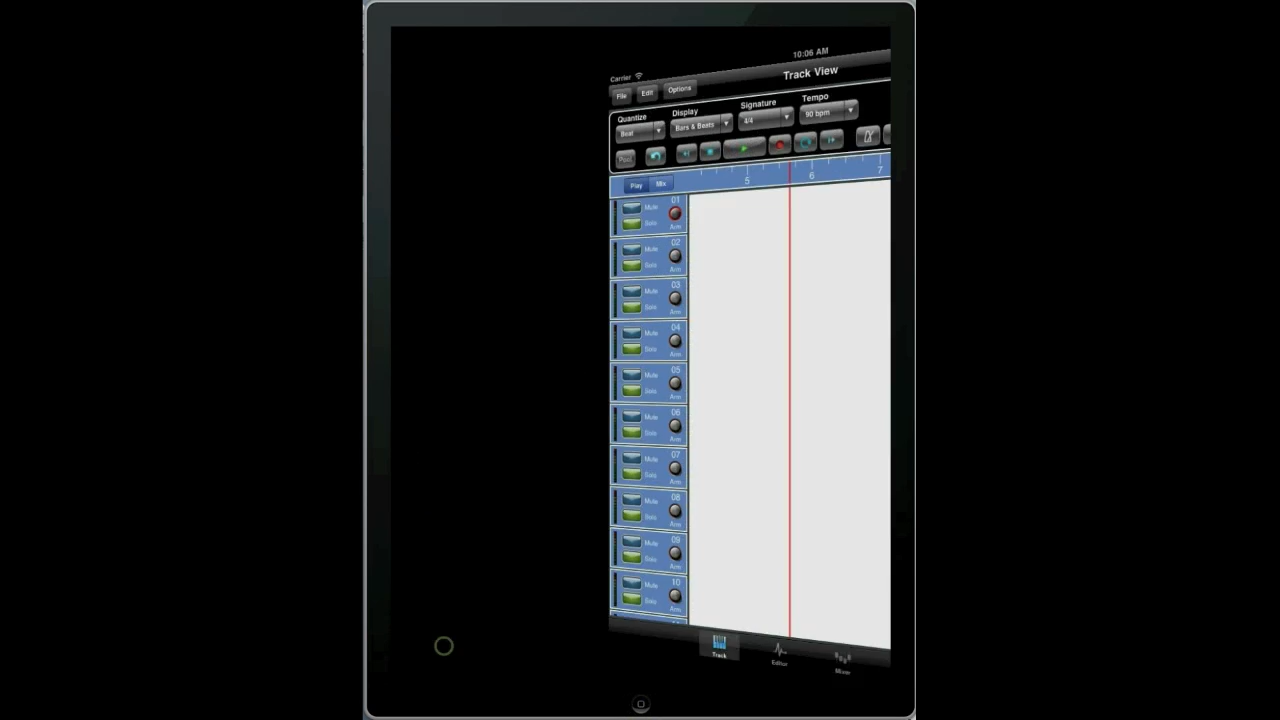 10:06 AM
Carrier
Track View
File Edit Options
Quantize Display Signature Tempo
Beat Bars & Beats 4/4 90 bpm
5 6 7
Play Mix
01
Mute
Solo
Arm
02
Mute
Solo
Arm
03
Mute
Solo
Arm
04
Mute
Solo
Arm
05
Mute
Solo
Arm
06
Mute
Solo
Arm
07
Mute
Solo
Arm
08
Mute
Solo
Arm
09
Mute
Solo
Arm
10
Mute
Solo
Arm
Track Editor Mixer